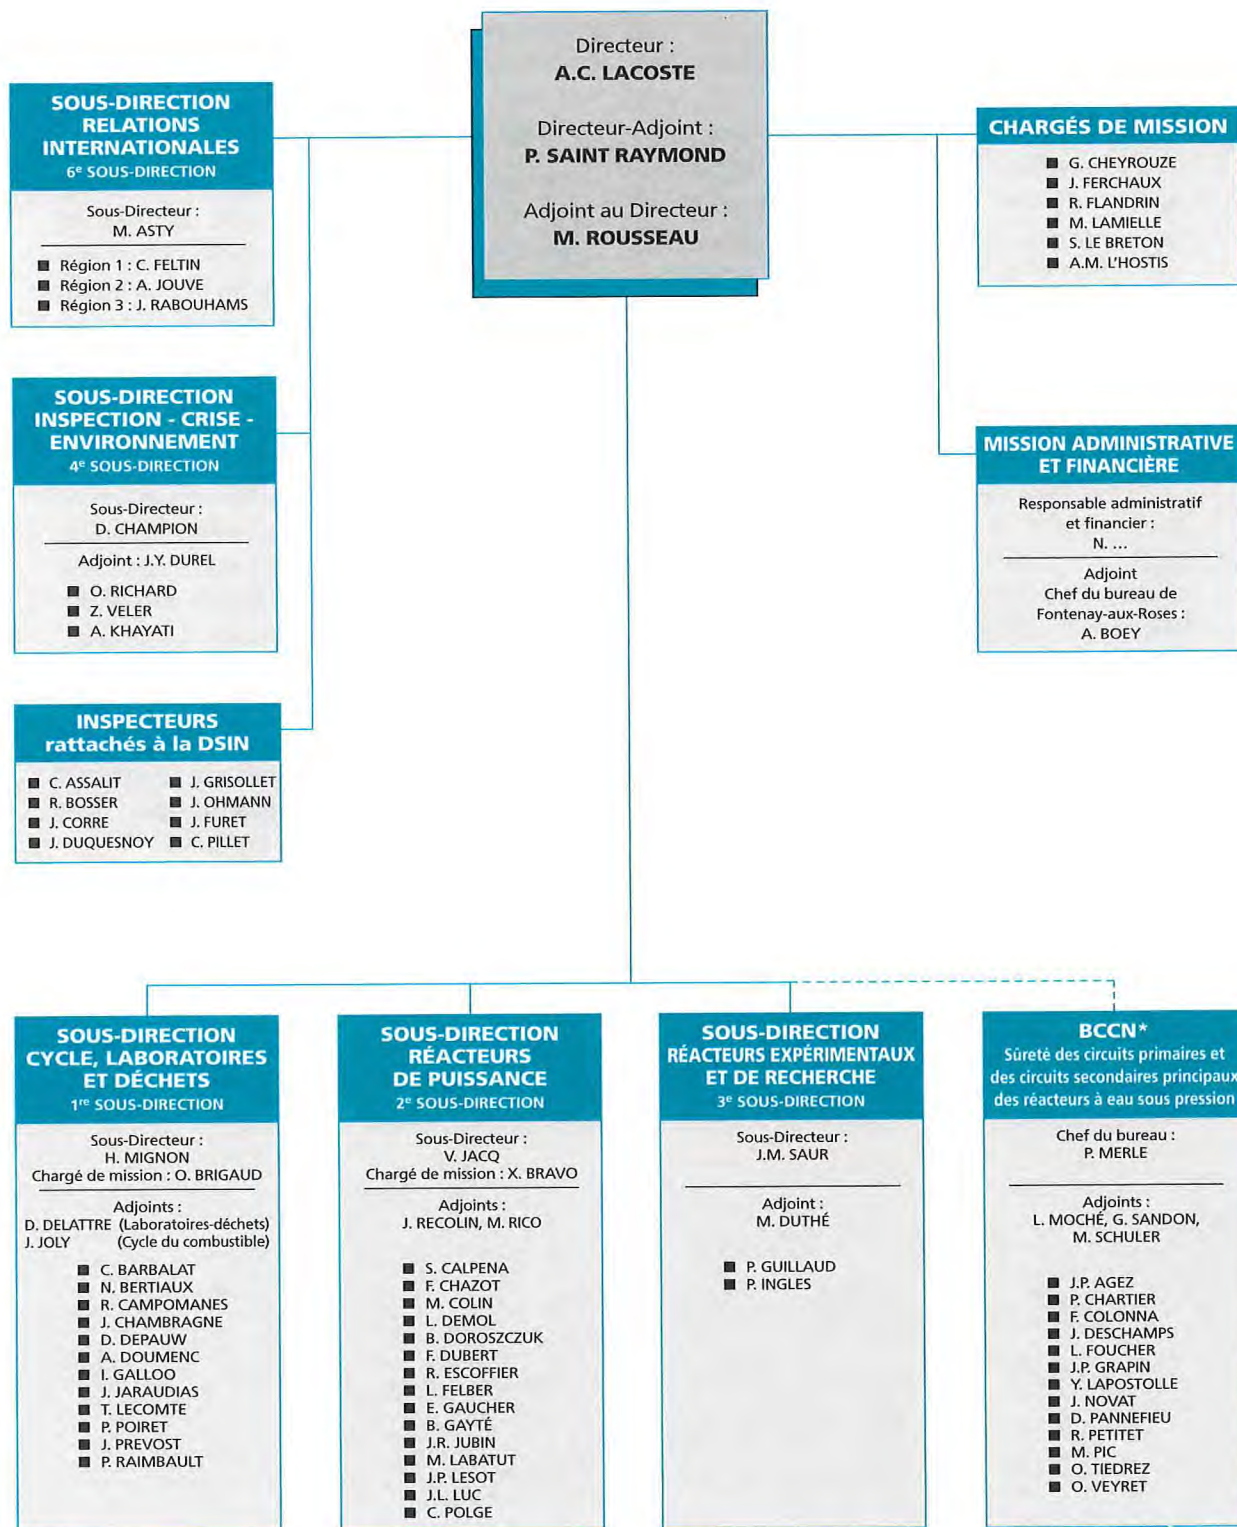 Directeur :
A.C. LACOSTE
Directeur-Adjoint :
P. SAINT RAYMOND
Adjoint au Directeur :
M. ROUSSEAU
SOUS-DIRECTION
RELATIONS
INTERNATIONALES
6e SOUS-DIRECTION
Sous-Directeur :
M. ASTY
■ Région 1 : C. FELTIN
■ Région 2 : A. JOUVE
■ Région 3 : J. RABOUHAMS
CHARGÉS DE MISSION
■ G. CHEYROUZE
■ J. FERCHAUX
■ R. FLANDRIN
■ M. LAMIELLE
■ S. LE BRETON
■ A.M. L'HOSTIS
SOUS-DIRECTION
INSPECTION - CRISE -
ENVIRONNEMENT
4e SOUS-DIRECTION
Sous-Directeur :
D. CHAMPION
Adjoint : J.Y. DUREL
■ O. RICHARD
■ Z. VELER
■ A. KHAYATI
MISSION ADMINISTRATIVE
ET FINANCIÈRE
Responsable administratif
et financier :
N. ...
Adjoint
Chef du bureau de
Fontenay-aux-Roses :
A. BOEY
INSPECTEURS
rattachés à la DSIN
■ C. ASSALIT
■ R. BOSSER
■ J. CORRE
■ J. DUQUESNOY
■ J. GRISOLLET
■ J. OHMANN
■ J. FURET
■ C. PILLET
SOUS-DIRECTION
CYCLE, LABORATOIRES
ET DÉCHETS
1re SOUS-DIRECTION
Sous-Directeur :
H. MIGNON
Chargé de mission : O. BRIGAUD
Adjoints :
D. DELATTRE (Laboratoires-déchets)
J. JOLY (Cycle du combustible)
■ C. BARBALAT
■ N. BERTIAUX
■ R. CAMPOMANES
■ J. CHAMBRAGNE
■ D. DEPAUW
■ A. DOUMENC
■ I. GALLOO
■ J. JARAUDIAS
■ T. LECOMTE
■ P. POIRET
■ J. PREVOST
■ P. RAIMBAULT
SOUS-DIRECTION
RÉACTEURS
DE PUISSANCE
2e SOUS-DIRECTION
Sous-Directeur :
V. JACQ
Chargé de mission : X. BRAVO
Adjoints :
J. RECOLIN, M. RICO
■ S. CALPENA
■ F. CHAZOT
■ M. COLIN
■ L. DEMOL
■ B. DOROSZCZUK
■ F. DUBERT
■ R. ESCOFFIER
■ L. FELBER
■ E. GAUCHER
■ B. GAYTÉ
■ J.R. JUBIN
■ M. LABATUT
■ J.P. LESOT
■ J.L. LUC
■ C. POLGE
SOUS-DIRECTION
RÉACTEURS EXPÉRIMENTAUX
ET DE RECHERCHE
3e SOUS-DIRECTION
Sous-Directeur :
J.M. SAUR
Adjoint :
M. DUTHÉ
■ P. GUILLAUD
■ P. INGLES
BCCN*
Sûreté des circuits primaires et
des circuits secondaires principaux
des réacteurs à eau sous pression
Chef du bureau :
P. MERLE
Adjoints :
L. MOCHÉ, G. SANDON,
M. SCHULER
■ J.P. AGEZ
■ P. CHARTIER
■ F. COLONNA
■ J. DESCHAMPS
■ L. FOUCHER
■ J.P. GRAPIN
■ Y. LAPOSTOLLE
■ J. NOVAT
■ D. PANNEFIEU
■ R. PETITET
■ M. PIC
■ O. TIEDREZ
■ O. VEYRET